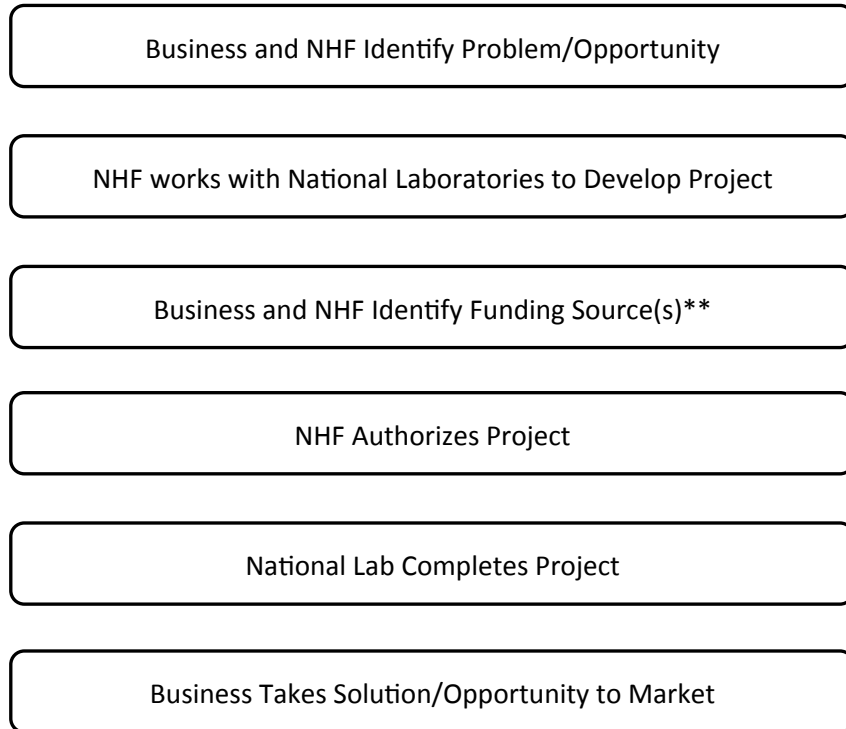 Business and NHF Identify Problem/Opportunity
NHF works with National Laboratories to Develop Project
Business and NHF Identify Funding Source(s)**
NHF Authorizes Project
National Lab Completes Project
Business Takes Solution/Opportunity to Market